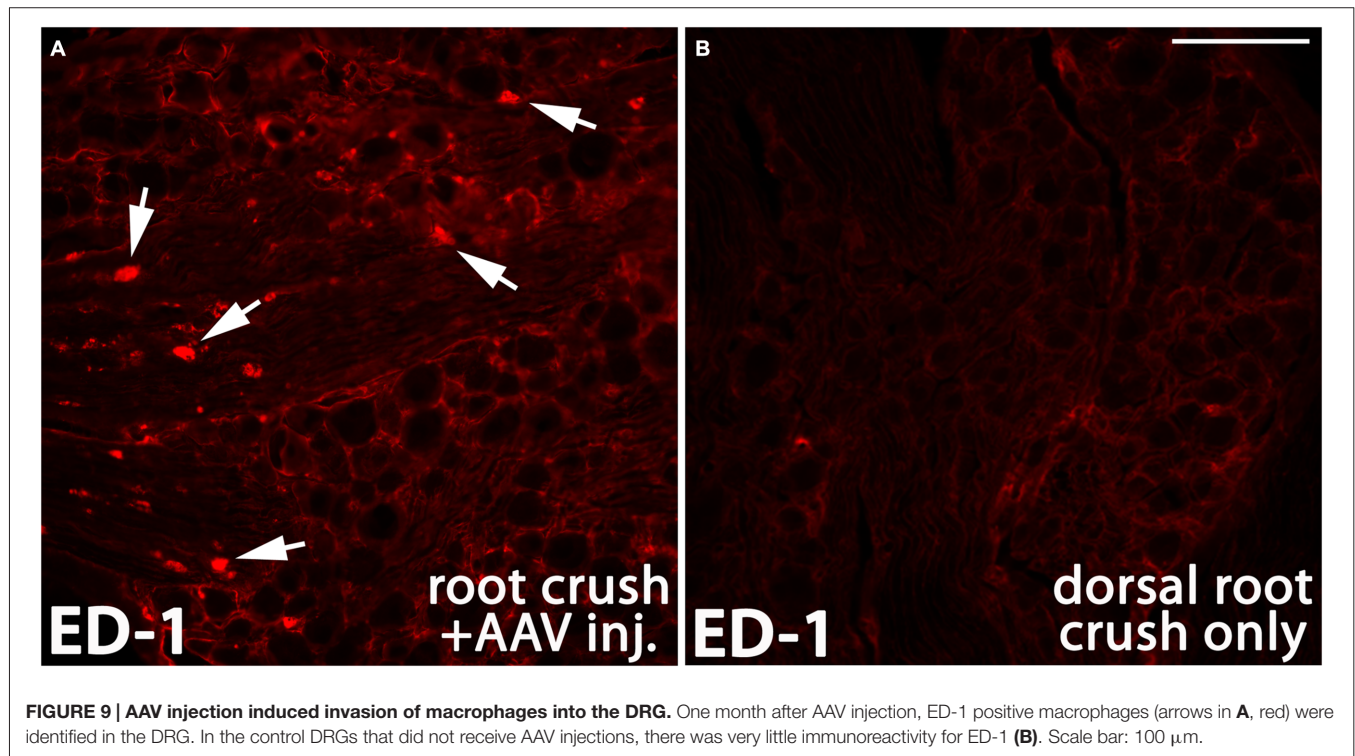 A
B
ED-1
root crush
+AAV inj.
ED-1
dorsal root
crush only
FIGURE 9 | AAV injection induced invasion of macrophages into the DRG. One month after AAV injection, ED-1 positive macrophages (arrows in A, red) were
identified in the DRG. In the control DRGs that did not receive AAV injections, there was very little immunoreactivity for ED-1 (B). Scale bar: 100 μm.